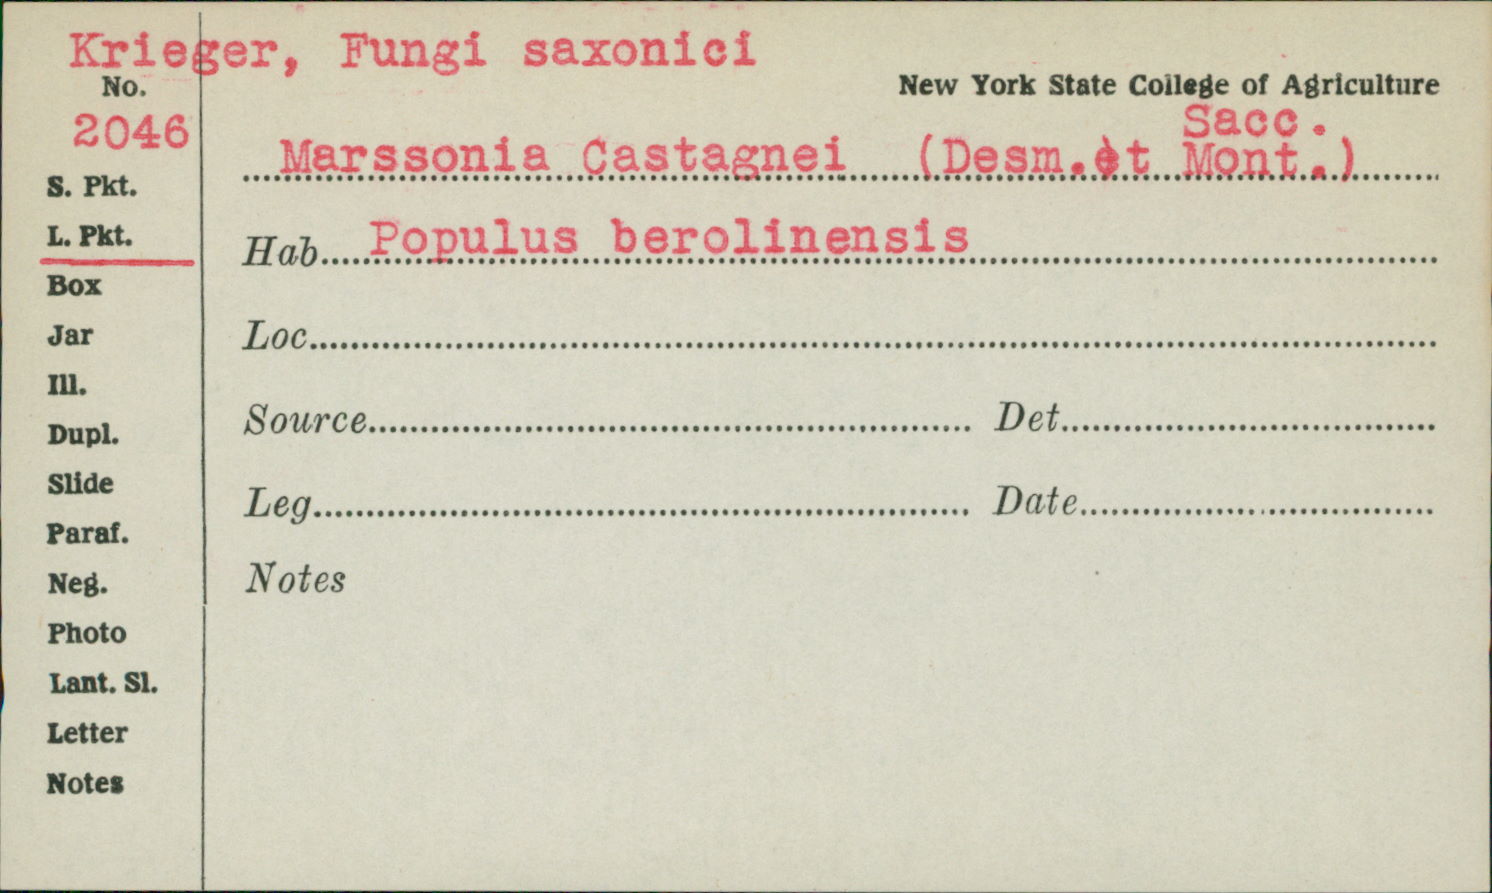 Krieger, Fungi saxonici
No.
New York State College of Agriculture
2046
Sacc.
Marssonia Castagnei (Desm.et Mont.)
S. Pkt.
L. Pkt.
Hab. Populus berolinensis
Box
Jar
Loc.
Ill.
Dupl.
Source Det.
Slide
Leg. Date
Paraf.
Neg.
Notes
Photo
Lant. Sl.
Letter
Notes